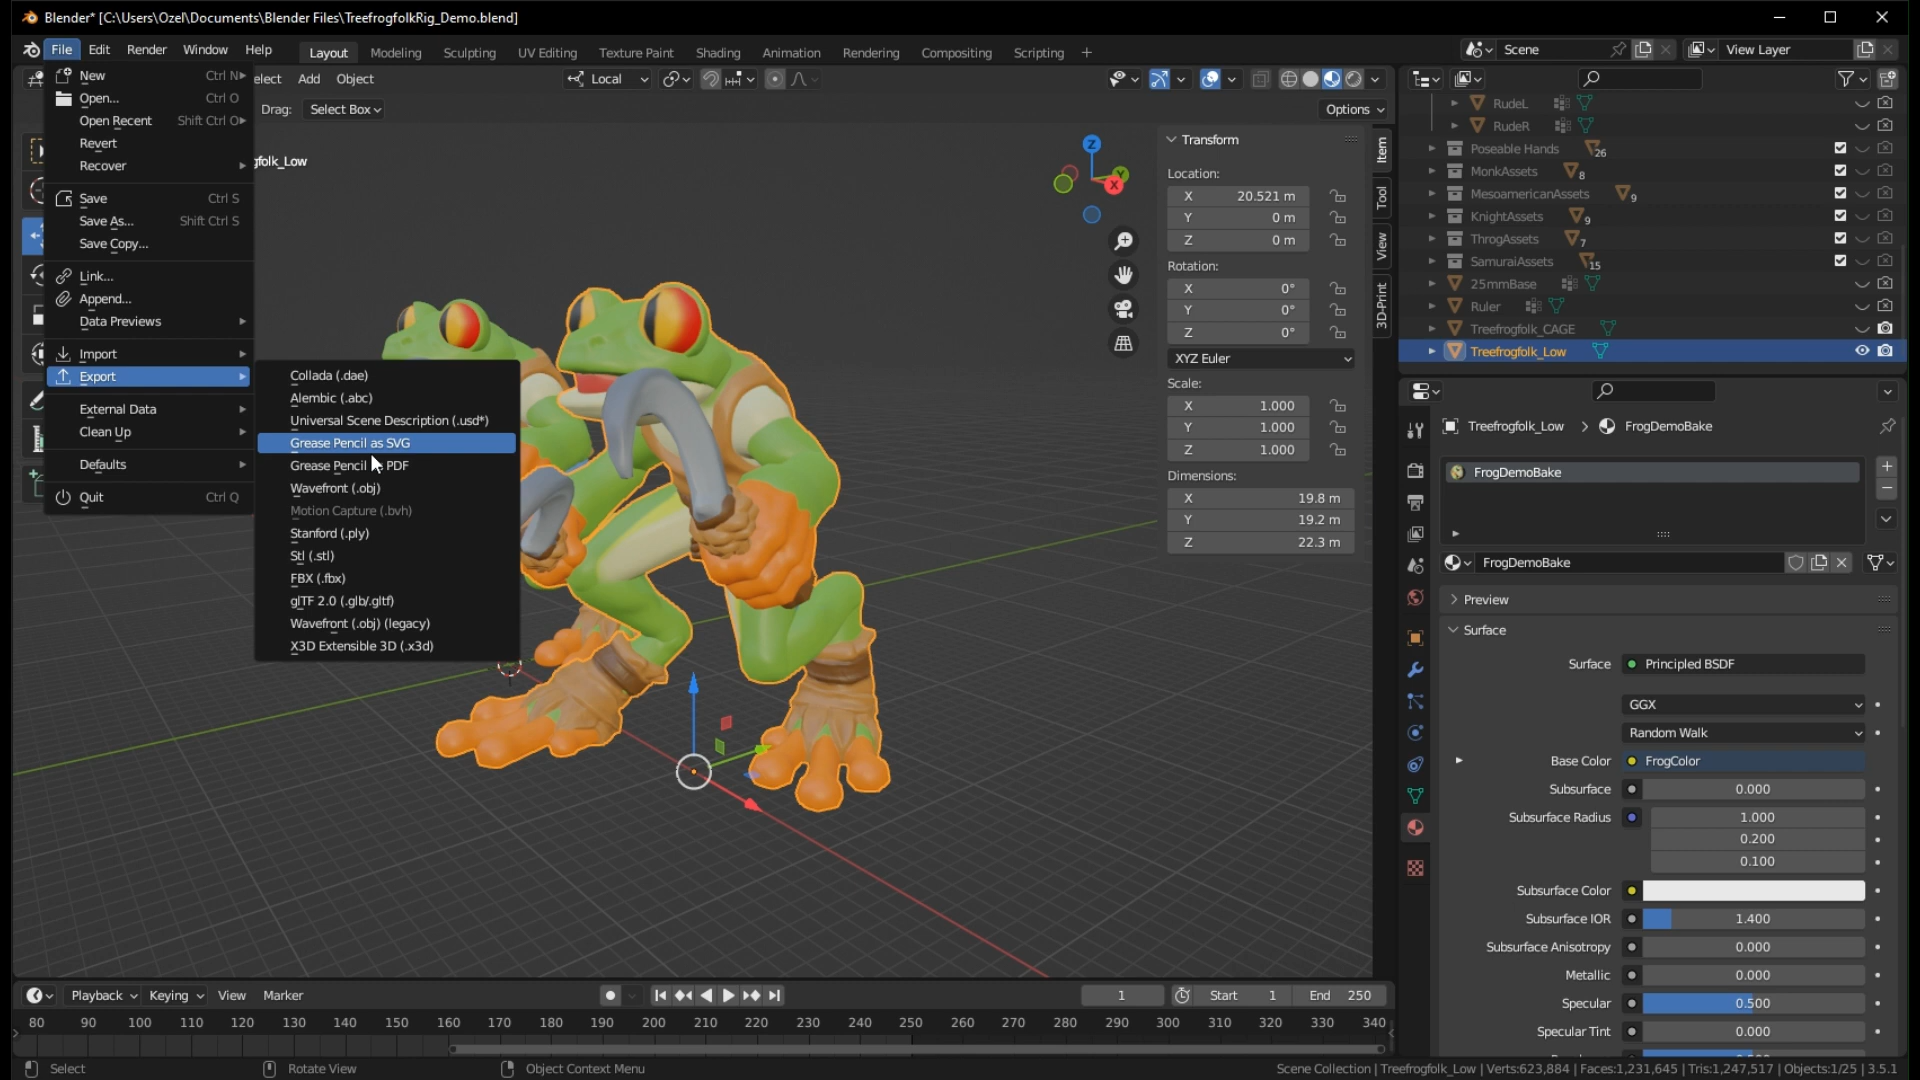 Blender* [C:\Users\Ozel\Documents\Blender Files\TreefrogfolkRig_Demo.blend]
File Edit Render Window Help Layout Modeling Sculpting UV Editing Texture Paint Shading Animation Rendering Compositing Scripting + Scene View Layer
New Ctrl N
Open... Ctrl O
Open Recent Shift Ctrl O
Revert
Recover
Save Ctrl S
Save As... Shift Ctrl S
Save Copy...
Link...
Append...
Data Previews
Import
Export
External Data
Clean Up
Defaults
Quit Ctrl Q
Collada (.dae)
Alembic (.abc)
Universal Scene Description (.usd*)
Grease Pencil as SVG
Grease Pencil PDF
Wavefront (.obj)
Motion Capture (.bvh)
Stanford (.ply)
Stl (.stl)
FBX (.fbx)
glTF 2.0 (.glb/.gltf)
Wavefront (.obj) (legacy)
X3D Extensible 3D (.x3d)
elect Add Object Local
Drag: Select Box Options
gfolk_Low
Z
Y
X
Transform
Location:
X 20.521 m
Y 0 m
Z 0 m
Rotation:
X 0°
Y 0°
Z 0°
XYZ Euler
Scale:
X 1.000
Y 1.000
Z 1.000
Dimensions:
X 19.8 m
Y 19.2 m
Z 22.3 m
Item
Tool
View
3D-Print
RudeL
RudeR
Poseable Hands 26
MonkAssets 8
MesoamericanAssets 9
KnightAssets 9
ThrogAssets 7
SamuraiAssets 15
25mmBase
Ruler
Treefrogfolk_CAGE
Treefrogfolk_Low
Treefrogfolk_Low > FrogDemoBake
FrogDemoBake
FrogDemoBake
Preview
Surface
Surface Principled BSDF
GGX
Random Walk
Base Color FrogColor
Subsurface 0.000
Subsurface Radius 1.000
0.200
0.100
Subsurface Color
Subsurface IOR 1.400
Subsurface Anisotropy 0.000
Metallic 0.000
Specular 0.500
Specular Tint 0.000
Playback Keying View Marker 1 Start 1 End 250
80 90 100 110 120 130 140 150 160 170 180 190 200 210 220 230 240 250 260 270 280 290 300 310 320 330 340
Select Rotate View Object Context Menu Scene Collection | Treefrogfolk_Low | Verts:623,884 | Faces:1,231,645 | Tris:1,247,517 | Objects:1/25 | 3.5.1